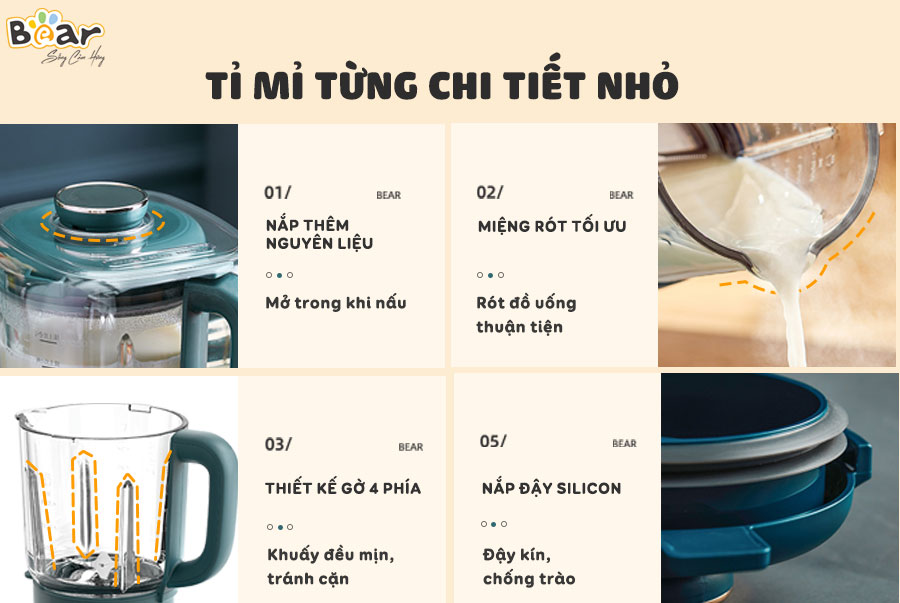 Bear
Sống Cảm Hứng
TỈ MỈ TỪNG CHI TIẾT NHỎ
01/
BEAR
NẮP THÊM
NGUYÊN LIỆU
Mở trong khi nấu
02/
BEAR
MIỆNG RÓT TỐI ƯU
Rót đồ uống
thuận tiện
03/
BEAR
THIẾT KẾ GỜ 4 PHÍA
Khuấy đều mịn,
tránh cặn
05/
BEAR
NẮP ĐẬY SILICON
Đậy kín,
chống trào